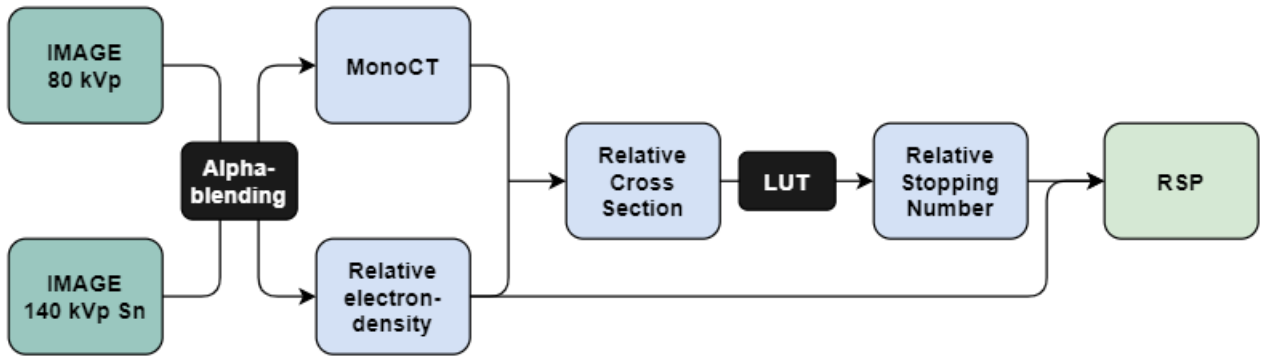 IMAGE
80 kVp
MonoCT
Alpha-
blending
IMAGE
140 kVp Sn
Relative
electron-
density
Relative
Cross
Section
LUT
Relative
Stopping
Number
RSP